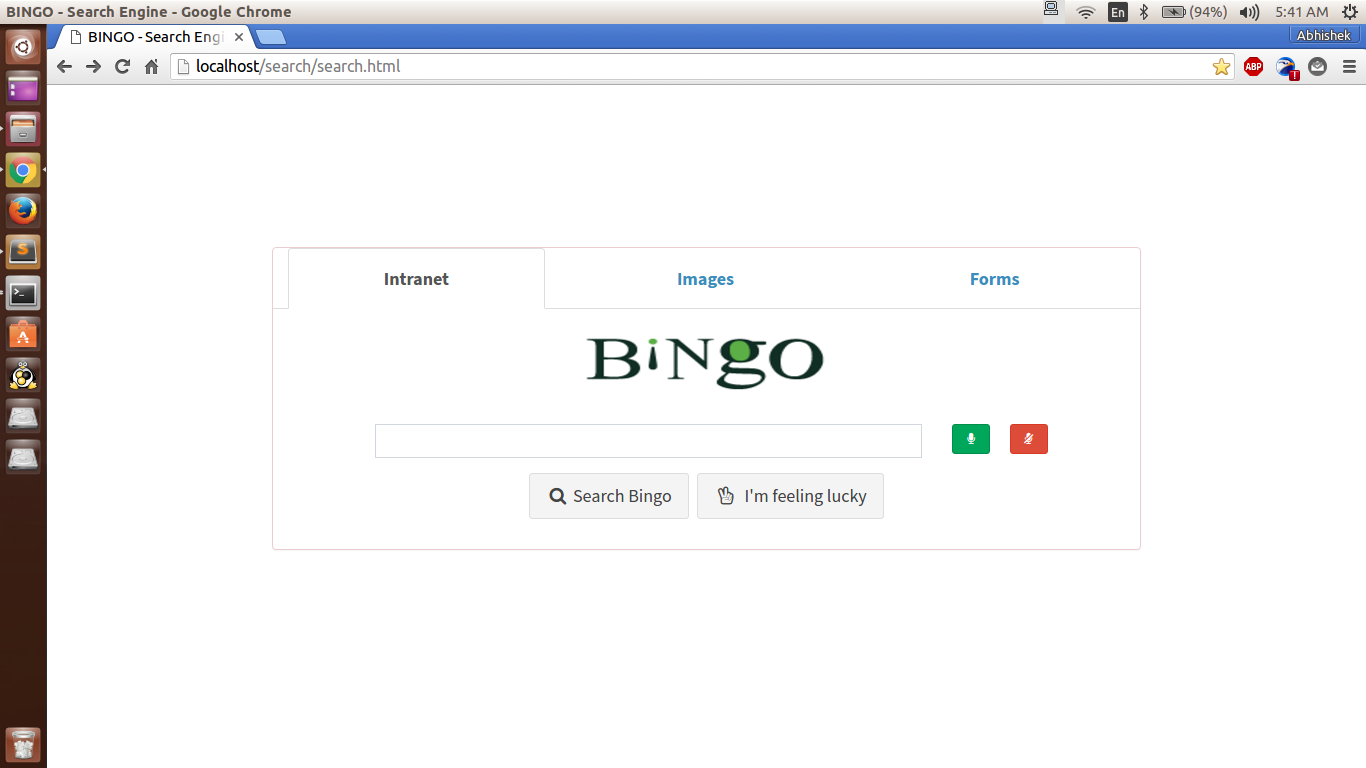 BINGO - Search Engine - Google Chrome
En
(94%)
5:41 AM
BINGO - Search Engi
Abhishek
localhost/search/search.html
ABP
Intranet
Images
Forms
BiNgO
Search Bingo
I'm feeling lucky